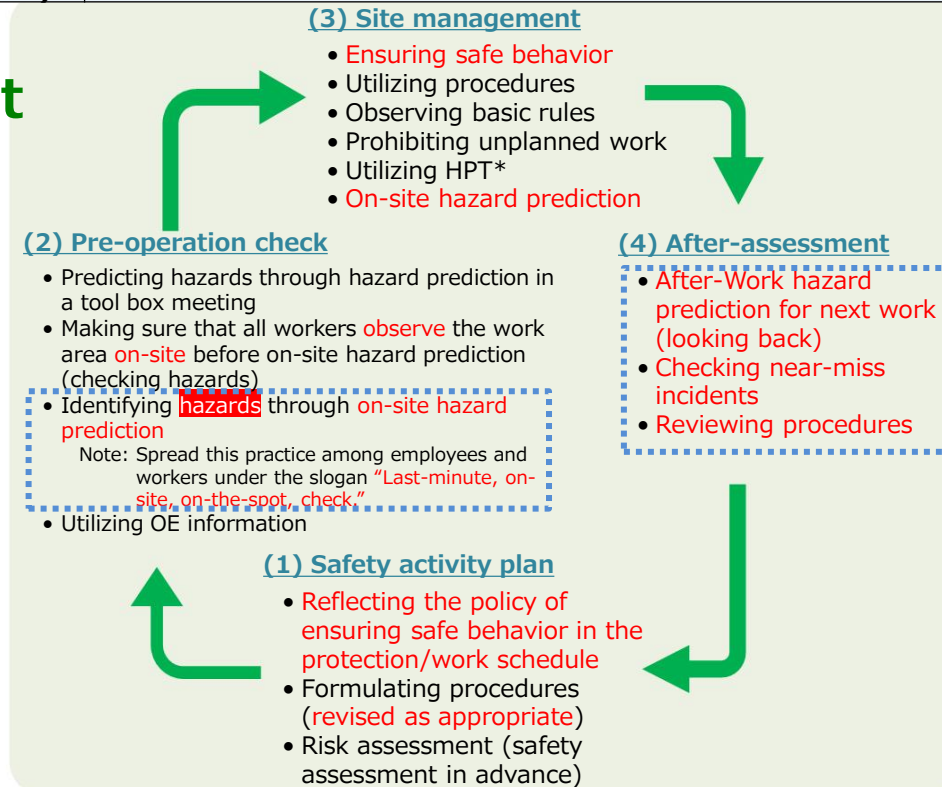 t
(3) Site management
• Ensuring safe behavior
• Utilizing procedures
• Observing basic rules
• Prohibiting unplanned work
• Utilizing HPT*
• On-site hazard prediction
(2) Pre-operation check
• Predicting hazards through hazard prediction in
a tool box meeting
• Making sure that all workers observe the work
area on-site before on-site hazard prediction
(checking hazards)
• Identifying hazards through on-site hazard
prediction
Note: Spread this practice among employees and
workers under the slogan “Last-minute, on-
site, on-the-spot, check.”
• Utilizing OE information
(4) After-assessment
• After-Work hazard
prediction for next work
(looking back)
• Checking near-miss
incidents
• Reviewing procedures
(1) Safety activity plan
• Reflecting the policy of
ensuring safe behavior in the
protection/work schedule
• Formulating procedures
(revised as appropriate)
• Risk assessment (safety
assessment in advance)